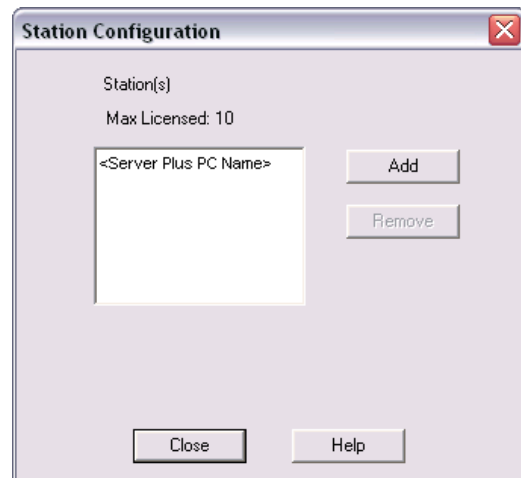 Station Configuration
Station(s)
Max Licensed: 10
<Server Plus PC Name>
Add
Remove
Close
Help